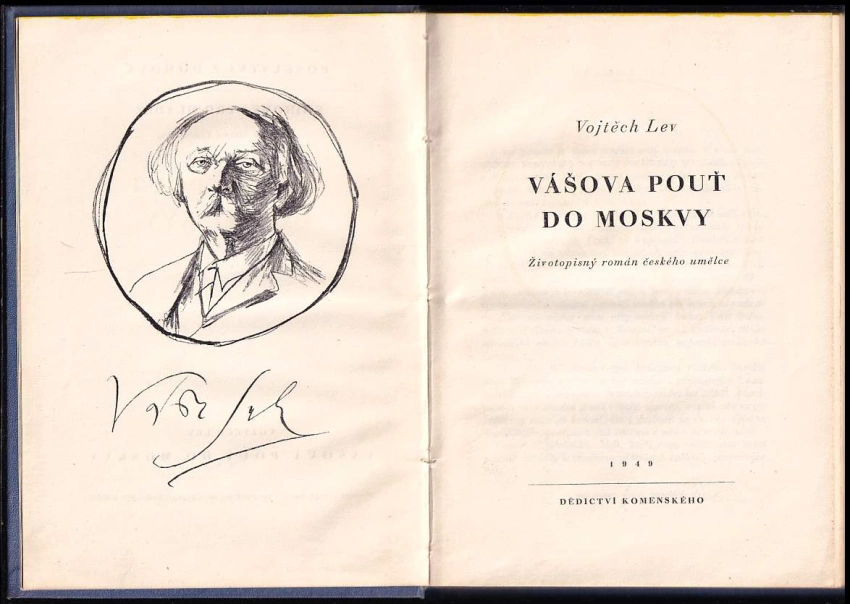 Vojtěch Lev
VÁŠOVA POUŤ
DO MOSKVY
Životopisný román českého umělce
1949
DĚDICTVÍ KOMENSKÉHO